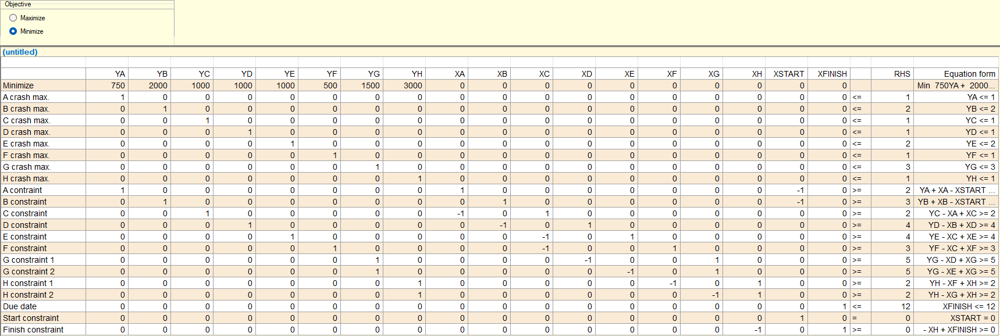 Objective
Maximize
Minimize
(untitled)
YA YB YC YD YE YF YG YH XA XB XC XD XE XF XG XH XSTART XFINISH RHS Equation form
Minimize 750 2000 1000 1000 1000 500 1500 3000 0 0 0 0 0 0 0 0 0 0 Min 750YA + 2000...
A crash max. 1 0 0 0 0 0 0 0 0 0 0 0 0 0 0 0 0 0 <= 1 YA <= 1
B crash max. 0 1 0 0 0 0 0 0 0 0 0 0 0 0 0 0 0 0 <= 2 YB <= 2
C crash max. 0 0 1 0 0 0 0 0 0 0 0 0 0 0 0 0 0 0 <= 1 YC <= 1
D crash max. 0 0 0 1 0 0 0 0 0 0 0 0 0 0 0 0 0 0 <= 1 YD <= 1
E crash max. 0 0 0 0 1 0 0 0 0 0 0 0 0 0 0 0 0 0 <= 2 YE <= 2
F crash max. 0 0 0 0 0 1 0 0 0 0 0 0 0 0 0 0 0 0 <= 1 YF <= 1
G crash max. 0 0 0 0 0 0 1 0 0 0 0 0 0 0 0 0 0 0 <= 3 YG <= 3
H crash max. 0 0 0 0 0 0 0 1 0 0 0 0 0 0 0 0 0 0 <= 1 YH <= 1
A contraint 1 0 0 0 0 0 0 0 1 0 0 0 0 0 0 0 -1 0 >= 2 YA + XA - XSTART ...
B constraint 0 1 0 0 0 0 0 0 0 1 0 0 0 0 0 0 -1 0 >= 3 YB + XB - XSTART ...
C constraint 0 0 1 0 0 0 0 0 -1 0 1 0 0 0 0 0 0 0 >= 2 YC - XA + XC >= 2
D constraint 0 0 0 1 0 0 0 0 0 -1 0 1 0 0 0 0 0 0 >= 4 YD - XB + XD >= 4
E constraint 0 0 0 0 1 0 0 0 0 0 -1 0 1 0 0 0 0 0 >= 4 YE - XC + XE >= 4
F constraint 0 0 0 0 0 1 0 0 0 0 -1 0 0 1 0 0 0 0 >= 3 YF - XC + XF >= 3
G constraint 1 0 0 0 0 0 0 1 0 0 0 0 -1 0 0 1 0 0 0 >= 5 YG - XD + XG >= 5
G constraint 2 0 0 0 0 0 0 1 0 0 0 0 0 -1 0 1 0 0 0 >= 5 YG - XE + XG >= 5
H constraint 1 0 0 0 0 0 0 0 1 0 0 0 0 0 -1 0 1 0 0 >= 2 YH - XF + XH >= 2
H constraint 2 0 0 0 0 0 0 0 1 0 0 0 0 0 0 -1 1 0 0 >= 2 YH - XG + XH >= 2
Due date 0 0 0 0 0 0 0 0 0 0 0 0 0 0 0 0 0 1 <= 12 XFINISH <= 12
Start constraint 0 0 0 0 0 0 0 0 0 0 0 0 0 0 0 0 1 0 = 0 XSTART = 0
Finish constraint 0 0 0 0 0 0 0 0 0 0 0 0 0 0 0 -1 0 1 >= 0 - XH + XFINISH >= 0